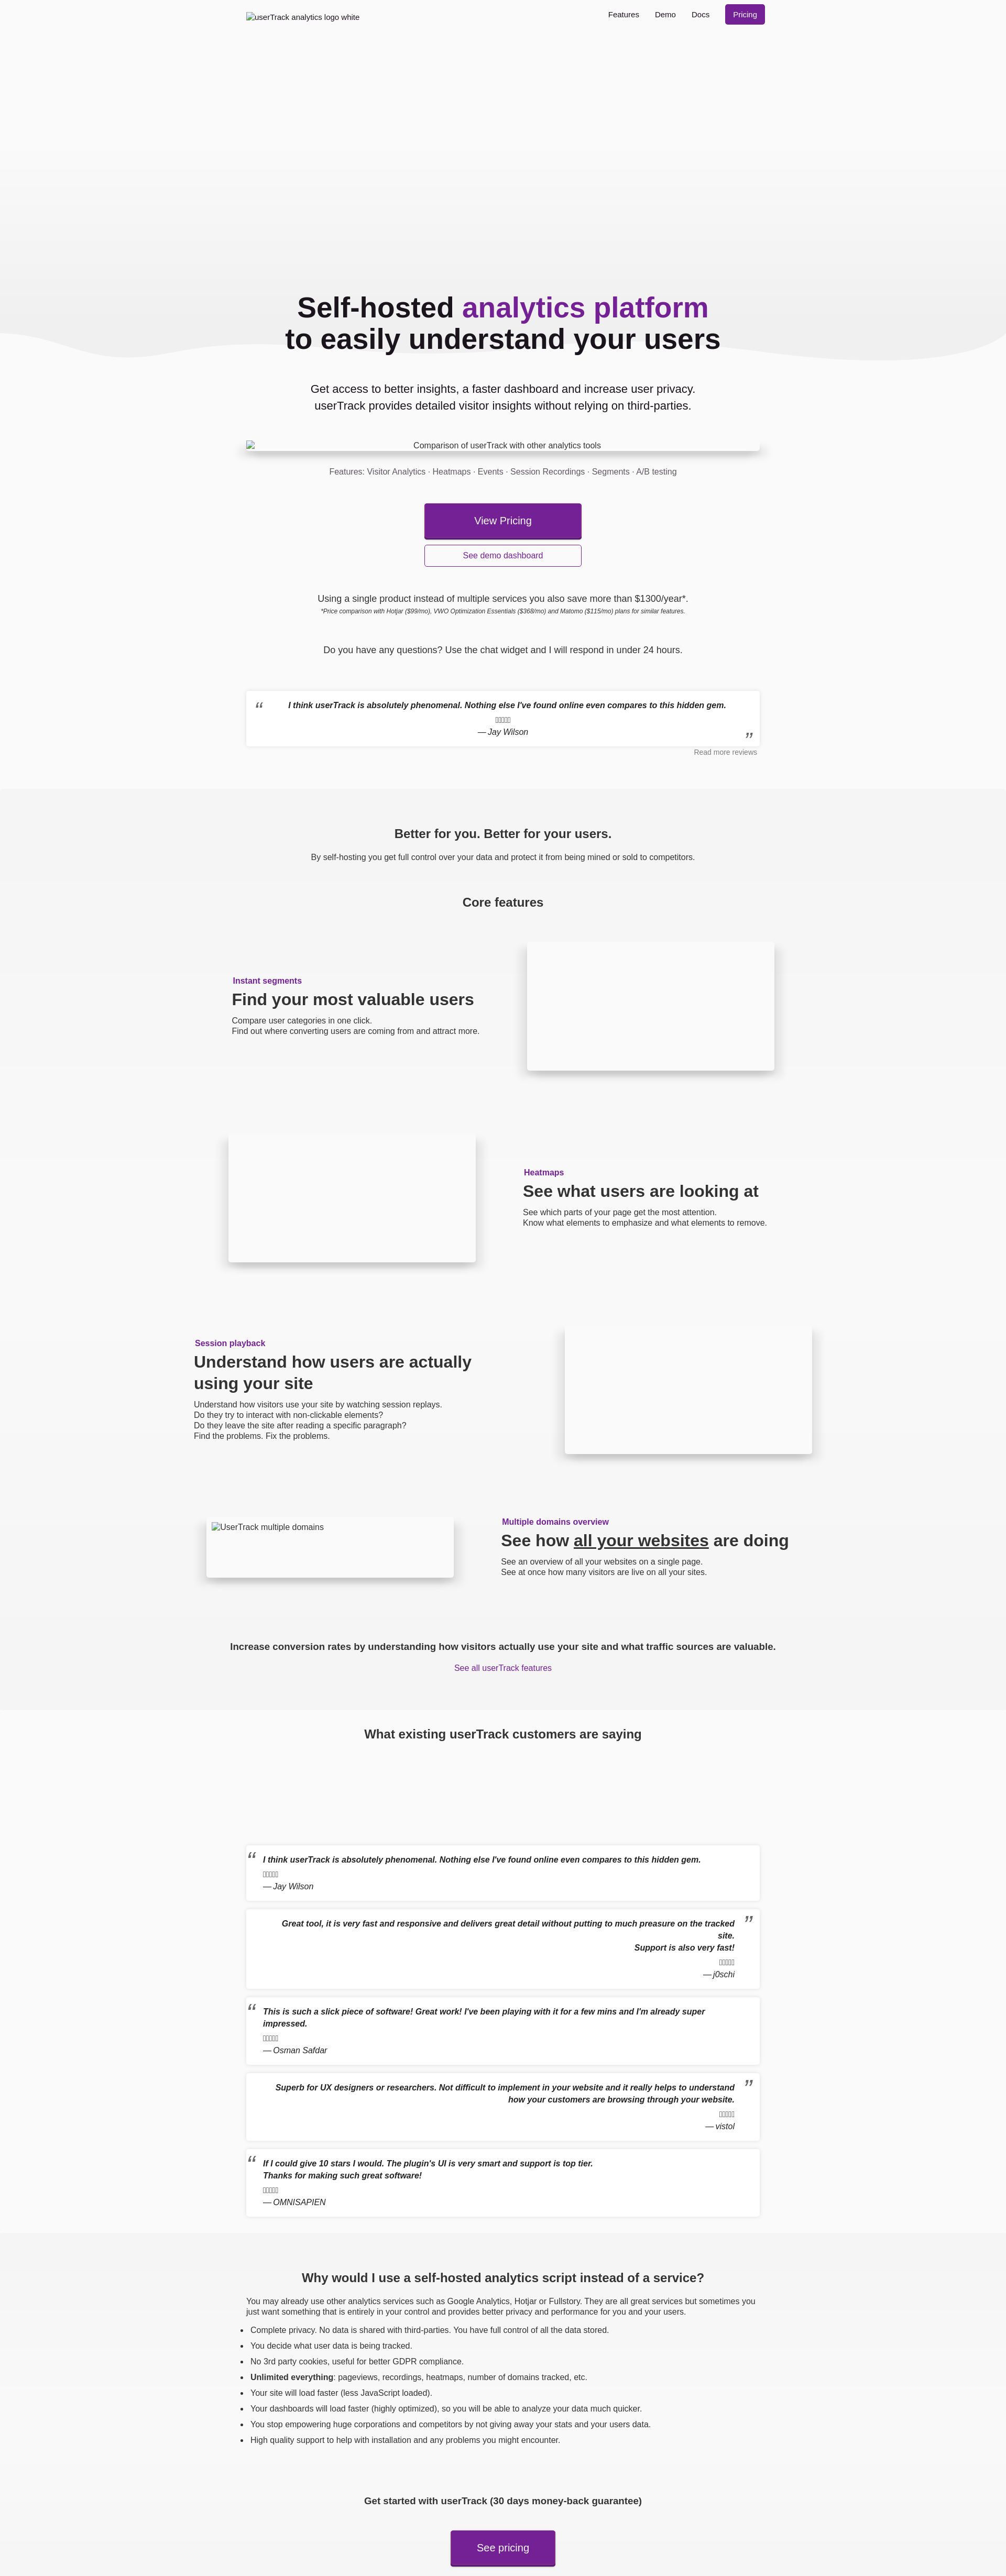 userTrack analytics logo white
Features
Demo
Docs
Pricing
Self-hosted analytics platform
to easily understand your users
Get access to better insights, a faster dashboard and increase user privacy.
userTrack provides detailed visitor insights without relying on third-parties.
Comparison of userTrack with other analytics tools
Features: Visitor Analytics · Heatmaps · Events · Session Recordings · Segments · A/B testing
View Pricing
See demo dashboard
Using a single product instead of multiple services you also save more than $1300/year*.
*Price comparison with Hotjar ($99/mo), VWO Optimization Essentials ($368/mo) and Matomo ($115/mo) plans for similar features.
Do you have any questions? Use the chat widget and I will respond in under 24 hours.
“ I think userTrack is absolutely phenomenal. Nothing else I've found online even compares to this hidden gem.
— Jay Wilson ”
Read more reviews
Better for you. Better for your users.
By self-hosting you get full control over your data and protect it from being mined or sold to competitors.
Core features
Instant segments
Find your most valuable users
Compare user categories in one click.
Find out where converting users are coming from and attract more.
Heatmaps
See what users are looking at
See which parts of your page get the most attention.
Know what elements to emphasize and what elements to remove.
Session playback
Understand how users are actually
using your site
Understand how visitors use your site by watching session replays.
Do they try to interact with non-clickable elements?
Do they leave the site after reading a specific paragraph?
Find the problems. Fix the problems.
UserTrack multiple domains
Multiple domains overview
See how all your websites are doing
See an overview of all your websites on a single page.
See at once how many visitors are live on all your sites.
Increase conversion rates by understanding how visitors actually use your site and what traffic sources are valuable.
See all userTrack features
What existing userTrack customers are saying
“ I think userTrack is absolutely phenomenal. Nothing else I've found online even compares to this hidden gem.
— Jay Wilson
Great tool, it is very fast and responsive and delivers great detail without putting to much preasure on the tracked ”
site.
Support is also very fast!
— j0schi
“ This is such a slick piece of software! Great work! I've been playing with it for a few mins and I'm already super
impressed.
— Osman Safdar
Superb for UX designers or researchers. Not difficult to implement in your website and it really helps to understand ”
how your customers are browsing through your website.
— vistol
“ If I could give 10 stars I would. The plugin's UI is very smart and support is top tier.
Thanks for making such great software!
— OMNISAPIEN
Why would I use a self-hosted analytics script instead of a service?
You may already use other analytics services such as Google Analytics, Hotjar or Fullstory. They are all great services but sometimes you
just want something that is entirely in your control and provides better privacy and performance for you and your users.
• Complete privacy. No data is shared with third-parties. You have full control of all the data stored.
• You decide what user data is being tracked.
• No 3rd party cookies, useful for better GDPR compliance.
• Unlimited everything: pageviews, recordings, heatmaps, number of domains tracked, etc.
• Your site will load faster (less JavaScript loaded).
• Your dashboards will load faster (highly optimized), so you will be able to analyze your data much quicker.
• You stop empowering huge corporations and competitors by not giving away your stats and your users data.
• High quality support to help with installation and any problems you might encounter.
Get started with userTrack (30 days money-back guarantee)
See pricing